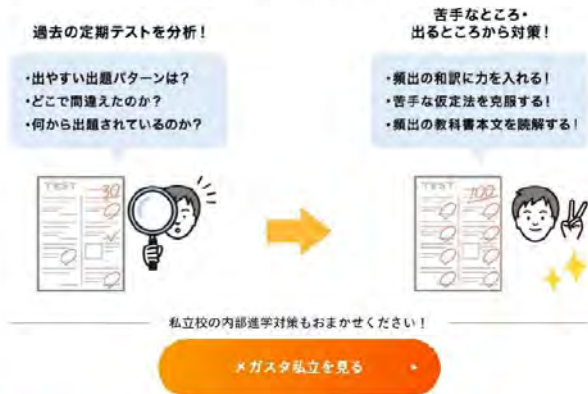 過去の定期テストを分析！
・出やすい出題パターンは？
・どこで間違えたのか？
・何から出題されているのか？
TEST
30
苦手なところ・
出るところから対策！
・頻出の和訳に力を入れる！
・苦手な仮定法を克服する！
・頻出の教科書本文を読解する！
TEST
100
私立校の内部進学対策もおまかせください！
メガスタ私立を見る